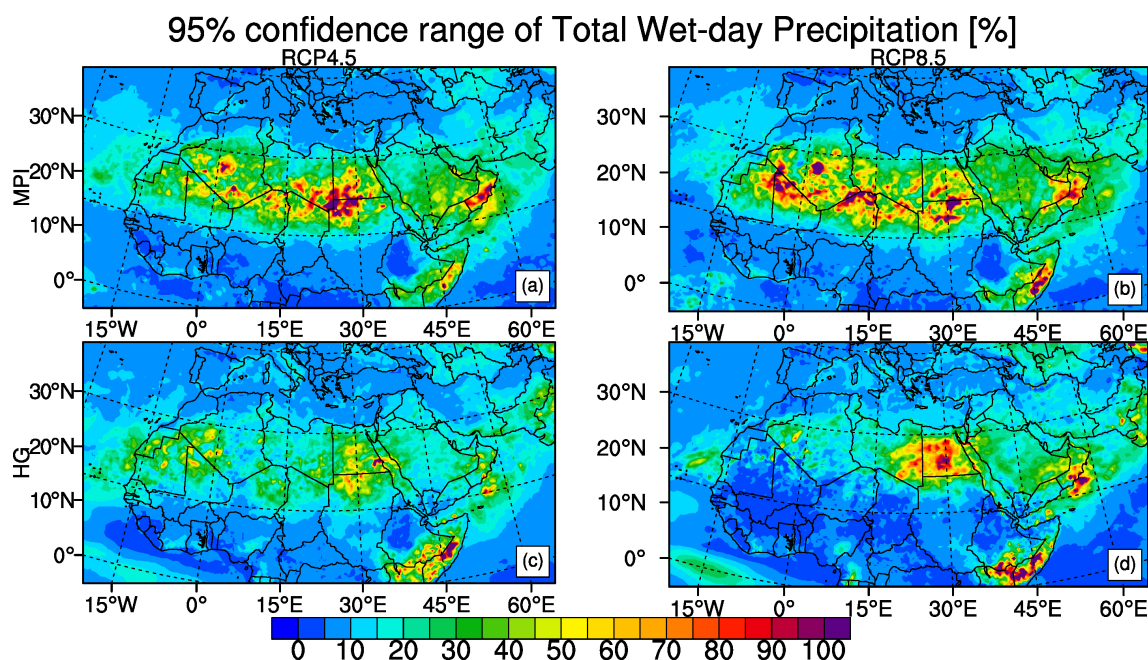 95% confidence range of Total Wet-day Precipitation [%]
RCP4.5
RCP8.5
MPI
30°N
20°N
10°N
0°
(a)
15°W 0° 15°E 30°E 45°E 60°E
30°N
20°N
10°N
0°
(b)
15°W 0° 15°E 30°E 45°E 60°E
HG
30°N
20°N
10°N
0°
(c)
15°W 0° 15°E 30°E 45°E 60°E
30°N
20°N
10°N
0°
(d)
15°W 0° 15°E 30°E 45°E 60°E
0 10 20 30 40 50 60 70 80 90 100